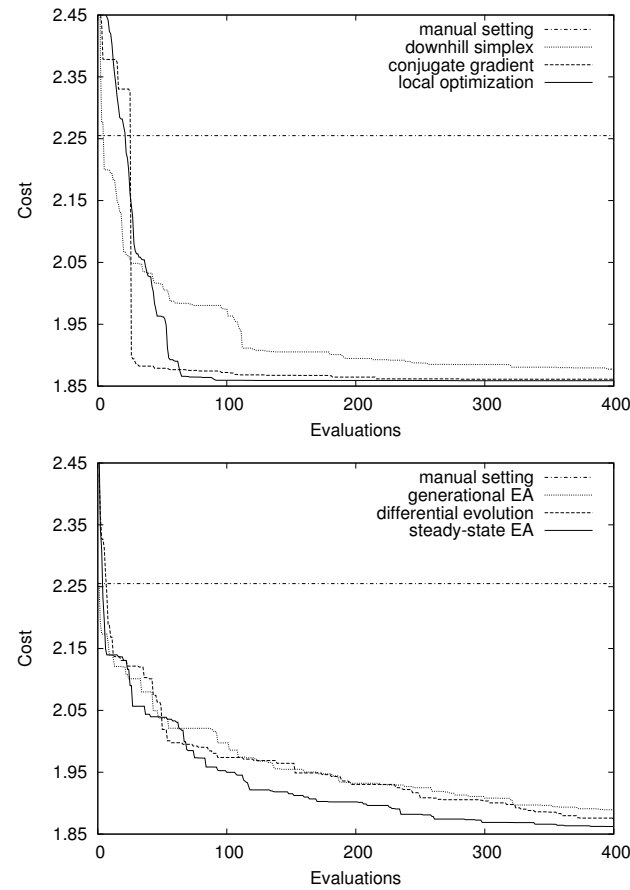 2.45
manual setting
downhill simplex
conjugate gradient
local optimization
2.35
2.25
Cost
2.15
2.05
1.95
1.85
0 100 200 300 400
Evaluations
2.45
manual setting
generational EA
differential evolution
steady-state EA
2.35
2.25
Cost
2.15
2.05
1.95
1.85
0 100 200 300 400
Evaluations